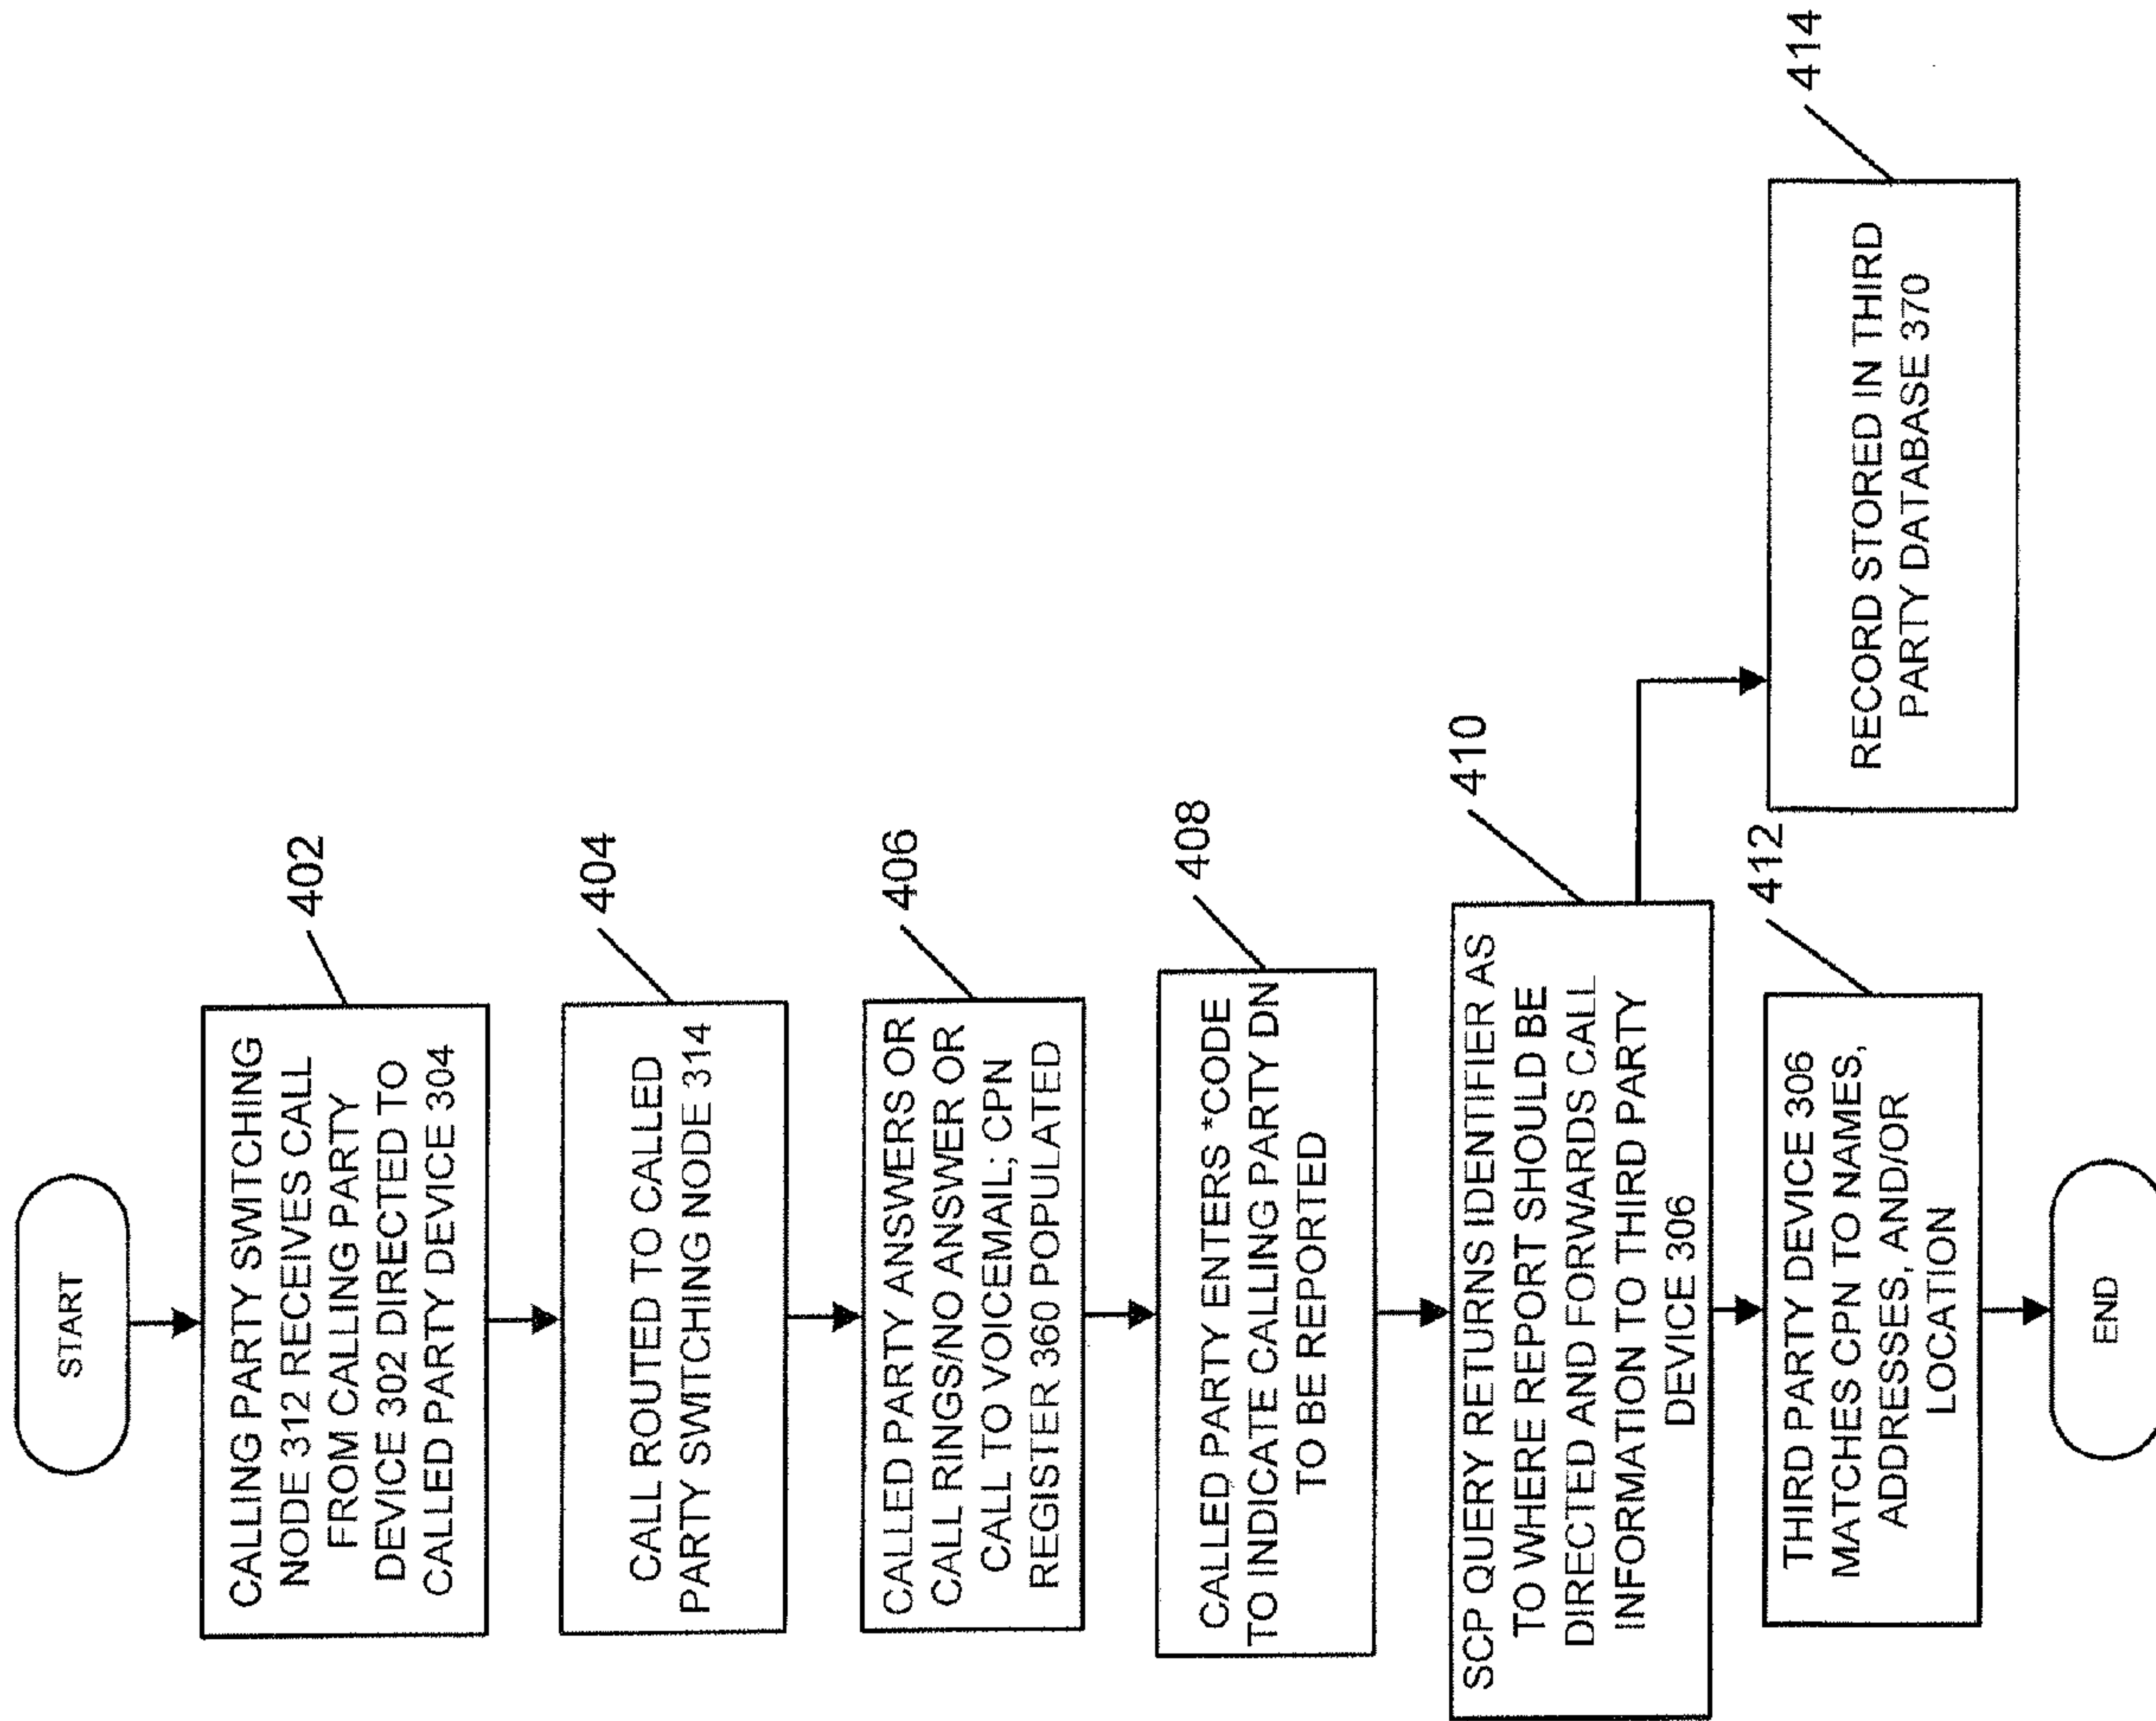 START
CALLING PARTY SWITCHING
NODE 312 RECEIVES CALL
FROM CALLING PARTY
DEVICE 302 DIRECTED TO
CALLED PARTY DEVICE 304
402
CALL ROUTED TO CALLED
PARTY SWITCHING NODE 314
404
CALLED PARTY ANSWERS OR
CALL RINGS/NO ANSWER OR
CALL TO VOICEMAIL; CPN
REGISTER 360 POPULATED
406
CALLED PARTY ENTERS *CODE
TO INDICATE CALLING PARTY DN
TO BE REPORTED
408
SCP QUERY RETURNS IDENTIFIER AS
TO WHERE REPORT SHOULD BE
DIRECTED AND FORWARDS CALL
INFORMATION TO THIRD PARTY
DEVICE 306
410
THIRD PARTY DEVICE 306
MATCHES CPN TO NAMES,
ADDRESSES, AND/OR
LOCATION
412
RECORD STORED IN THIRD
PARTY DATABASE 370
414
END